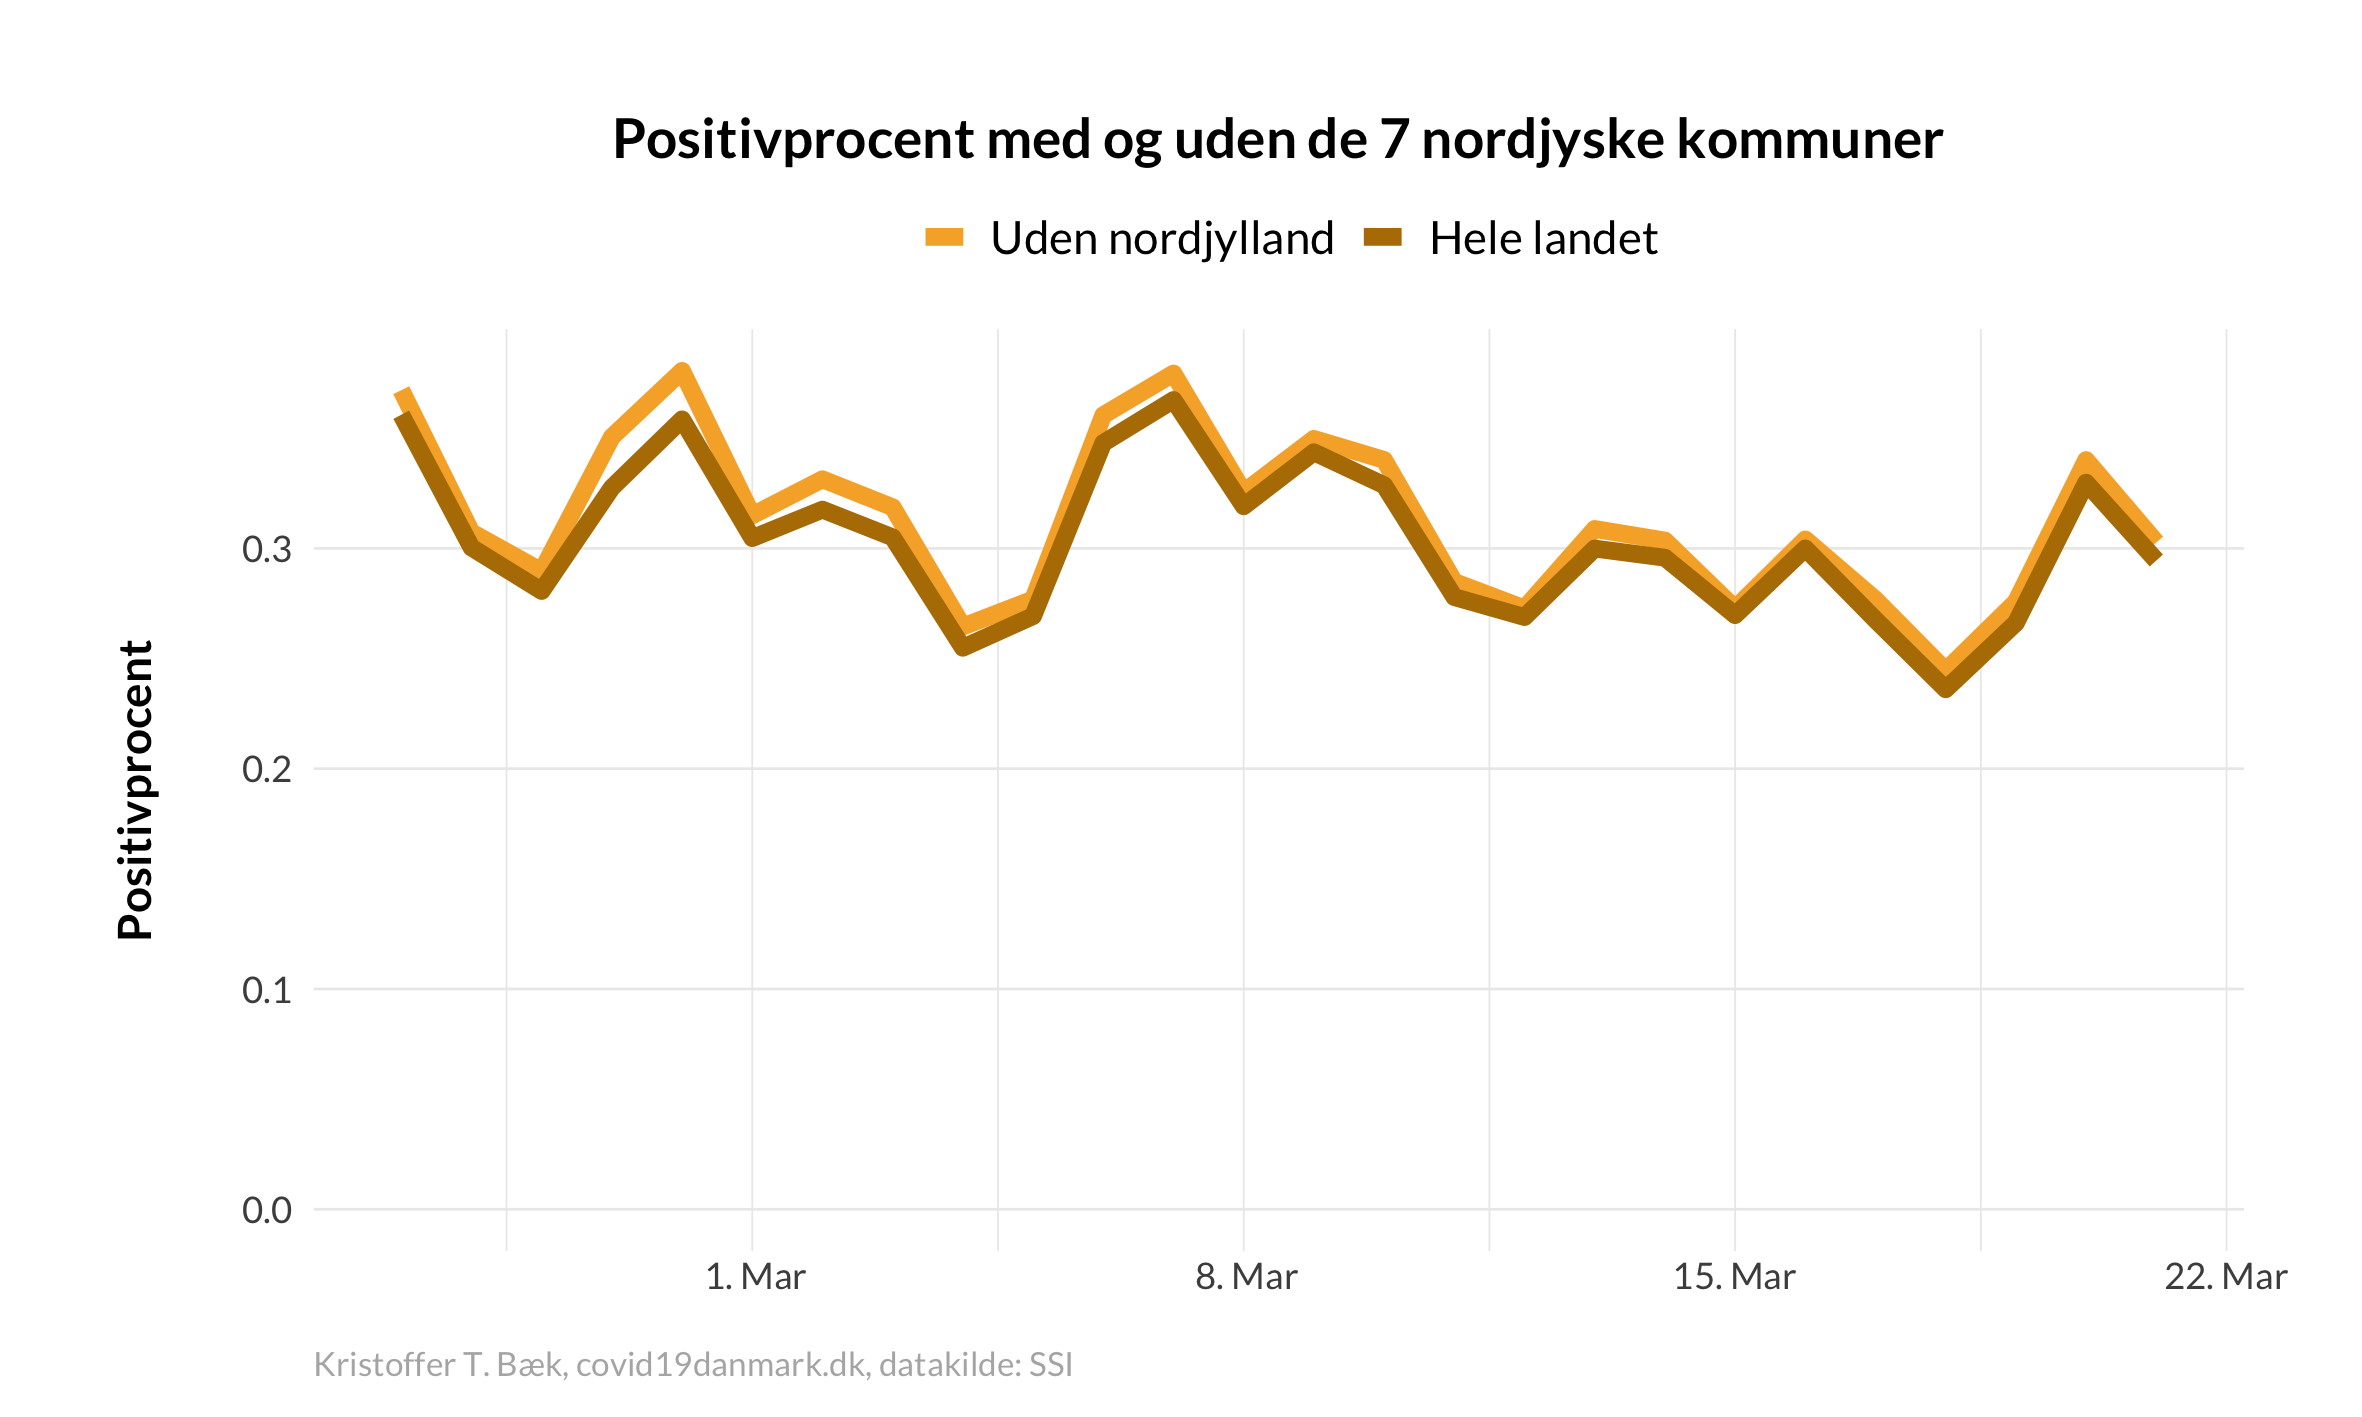 Positivprocent med og uden de 7 nordjyske kommuner
Uden nordjylland Hele landet
Positivprocent
0.3
0.2
0.1
0.0
1. Mar 8. Mar 15. Mar 22. Mar
Kristoffer T. Bæk, covid19danmark.dk, datakilde: SSI